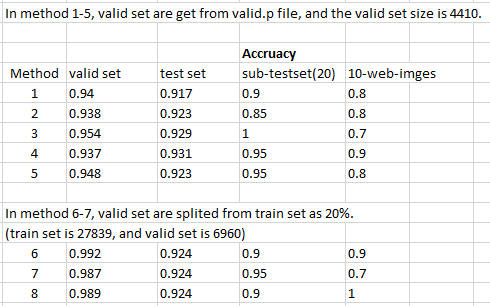 In method 1-5, valid set are get from valid.p file, and the valid set size is 4410.
Accruacy
Method valid set test set sub-testset(20) 10-web-imges
1 0.94 0.917 0.9 0.8
2 0.938 0.923 0.85 0.8
3 0.954 0.929 1 0.7
4 0.937 0.931 0.95 0.9
5 0.948 0.923 0.95 0.8
In method 6-7, valid set are splited from train set as 20%.
(train set is 27839, and valid set is 6960)
6 0.992 0.924 0.9 0.9
7 0.987 0.924 0.95 0.7
8 0.989 0.924 0.9 1